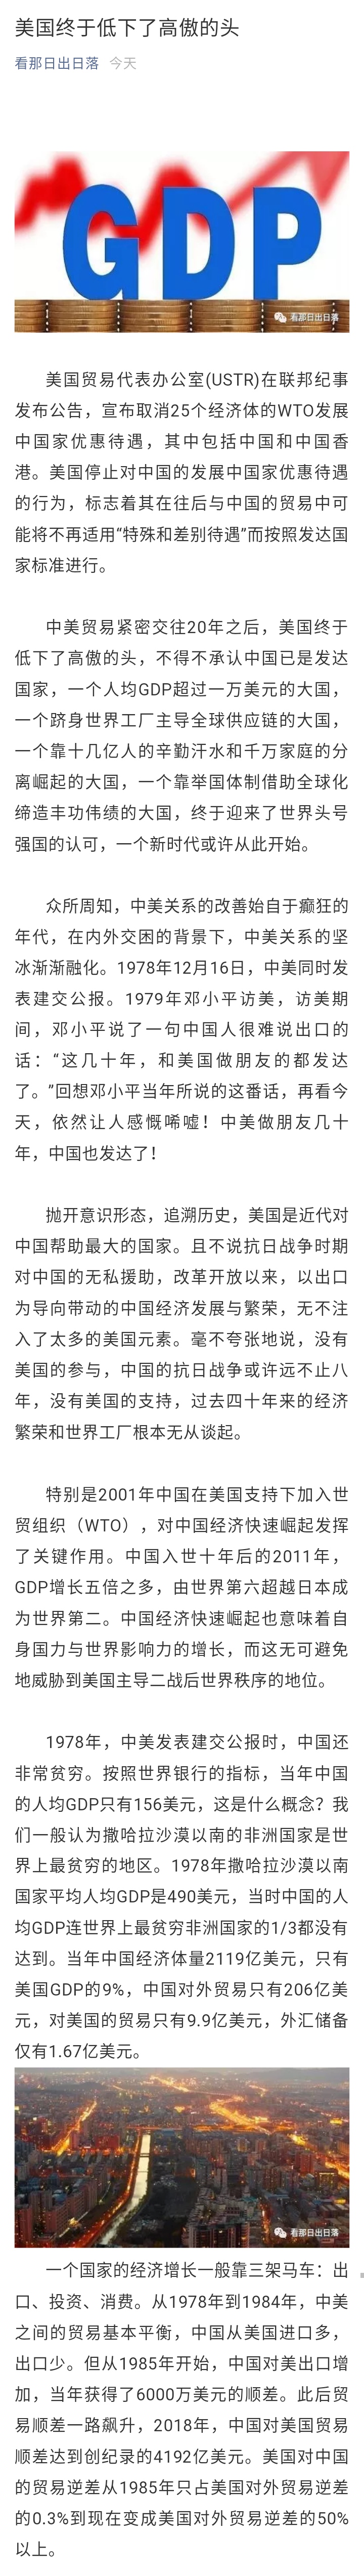 美国终于低下了高傲的头
看那日出日落 今天
GDP
看那日出日落
美国贸易代表办公室(USTR)在联邦纪事
发布公告，宣布取消25个经济体的WTO发展
中国家优惠待遇，其中包括中国和中国香
港。美国停止对中国的发展中国家优惠待遇
的行为，标志着其在往后与中国的贸易中可
能将不再适用“特殊和差别待遇”而按照发达国
家标准进行。
中美贸易紧密交往20年之后，美国终于
低下了高傲的头，不得不承认中国已是发达
国家，一个人均GDP超过一万美元的大国，
一个跻身世界工厂主导全球供应链的大国，
一个靠十几亿人的辛勤汗水和千万家庭的分
离崛起的大国，一个靠举国体制借助全球化
缔造丰功伟绩的大国，终于迎来了世界头号
强国的认可，一个新时代或许从此开始。
众所周知，中美关系的改善始自于癫狂的
年代，在内外交困的背景下，中美关系的坚
冰渐渐融化。1978年12月16日，中美同时发
表建交公报。1979年邓小平访美，访美期
间，邓小平说了一句中国人很难说出口的
话：“这几十年，和美国做朋友的都发达
了。”回想邓小平当年所说的这番话，再看今
天，依然让人感慨唏嘘！中美做朋友几十
年，中国也发达了！
抛开意识形态，追溯历史，美国是近代对
中国帮助最大的国家。且不说抗日战争时期
对中国的无私援助，改革开放以来，以出口
为导向带动的中国经济发展与繁荣，无不注
入了太多的美国元素。毫不夸张地说，没有
美国的参与，中国的抗日战争或许远不止八
年，没有美国的支持，过去四十年来的经济
繁荣和世界工厂根本无从谈起。
特别是2001年中国在美国支持下加入世
贸组织（WTO），对中国经济快速崛起发挥
了关键作用。中国入世十年后的2011年，
GDP增长五倍之多，由世界第六超越日本成
为世界第二。中国经济快速崛起也意味着自
身国力与世界影响力的增长，而这无可避免
地威胁到美国主导二战后世界秩序的地位。
1978年，中美发表建交公报时，中国还
非常贫穷。按照世界银行的指标，当年中国
的人均GDP只有156美元，这是什么概念？我
们一般认为撒哈拉沙漠以南的非洲国家是世
界上最贫穷的地区。1978年撒哈拉沙漠以南
国家平均人均GDP是490美元，当时中国的人
均GDP连世界上最贫穷非洲国家的1/3都没有
达到。当年中国经济体量2119亿美元，只有
美国GDP的9%，中国对外贸易只有206亿美
元，对美国的贸易只有9.9亿美元，外汇储备
仅有1.67亿美元。
看那日出日落
一个国家的经济增长一般靠三架马车：出
口、投资、消费。从1978年到1984年，中美
之间的贸易基本平衡，中国从美国进口多，
出口少。但从1985年开始，中国对美出口增
加，当年获得了6000万美元的顺差。此后贸
易顺差一路飙升，2018年，中国对美国贸易
顺差达到创纪录的4192亿美元。美国对中国
的贸易逆差从1985年只占美国对外贸易逆差
的0.3%到现在变成美国对外贸易逆差的50%
以上。